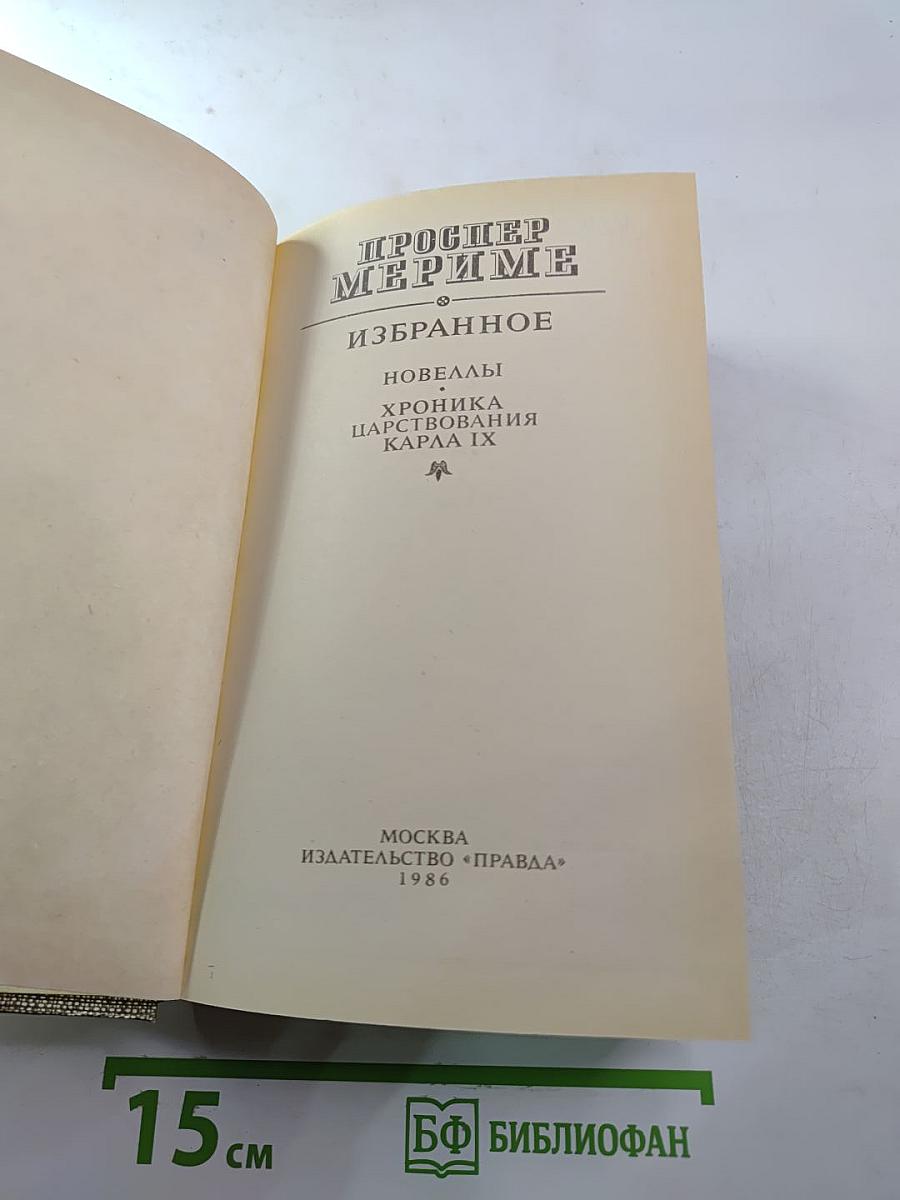 ПРОСПЕР
МЕРИМЕ
ИЗБРАННОЕ
НОВЕЛЛЫ
ХРОНИКА
ЦАРСТВОВАНИЯ
КАРЛА IX
МОСКВА
ИЗДАТЕЛЬСТВО «ПРАВДА»
1986
15 см
БФ БИБЛИОФАН